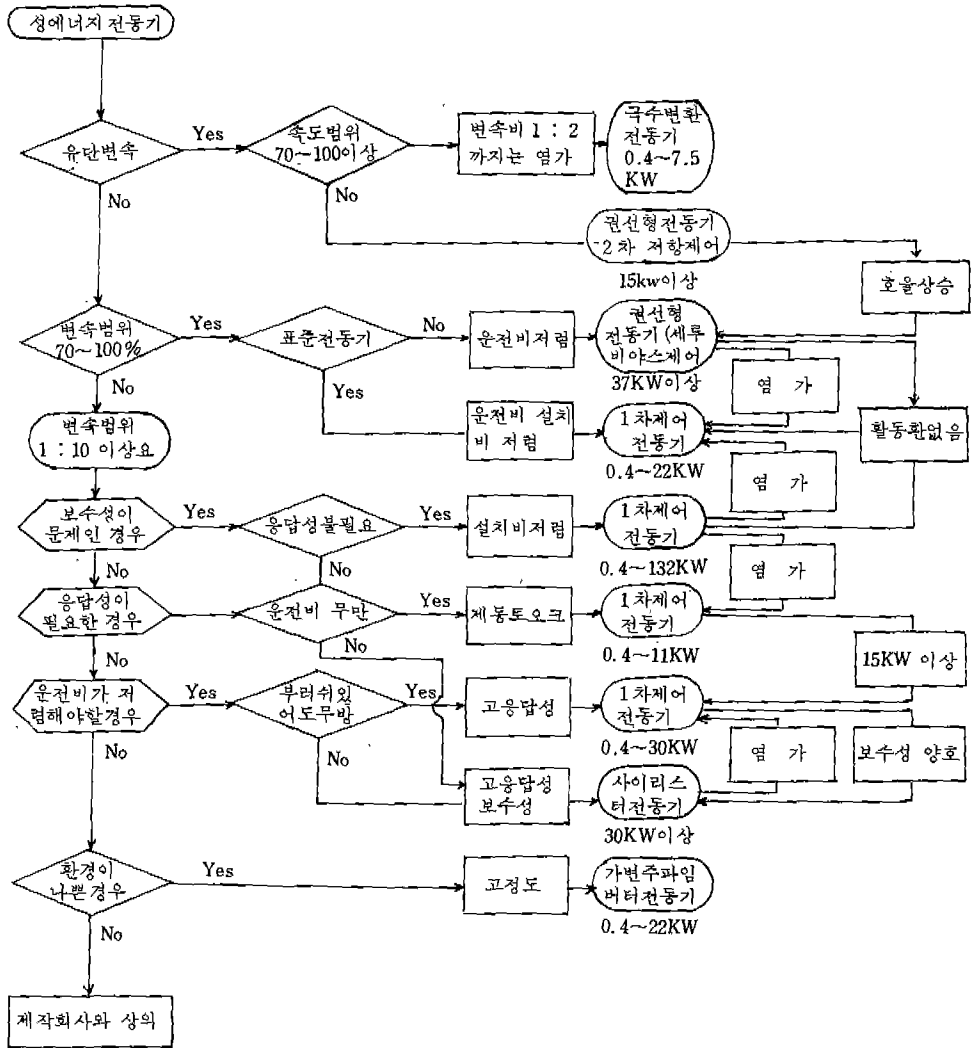 성에너지 전동기
유단변속
Yes
No
속도범위
70~100이상
No
변속비 1 : 2
까지는 염가
극수변환
전동기
0.4~7.5
KW
권선형전동기
2차 저항제어
15kw이상
효율상승
변속범위
70~100%
Yes
No
표준전동기
No
Yes
운전비저렴
권선형
전동기(세루
비야스제어
37KW이상
염 가
변속범위
1 : 10 이상요
운전비 설치
비 저렴
1차제어
전동기
0.4~22KW
활동환없음
염 가
보수성이
문제인 경우
Yes
No
응답성불필요
Yes
No
설치비저렴
1차제어
전동기
0.4~132KW
염 가
응답성이
필요한 경우
No
운전비 무만
Yes
No
제동토오크
1차제어
전동기
0.4~11KW
15KW 이상
운전비가 저
렴해야할경우
Yes
No
부러쉬있
어도무방
Yes
No
고응답성
1차제어
전동기
0.4~30KW
염 가
보수성 양호
고응답성
보수성
사이리스
터전동기
30KW이상
환경이
나쁜경우
Yes
No
고정도
가변주파임
버터전동기
0.4~22KW
제작회사와 상의